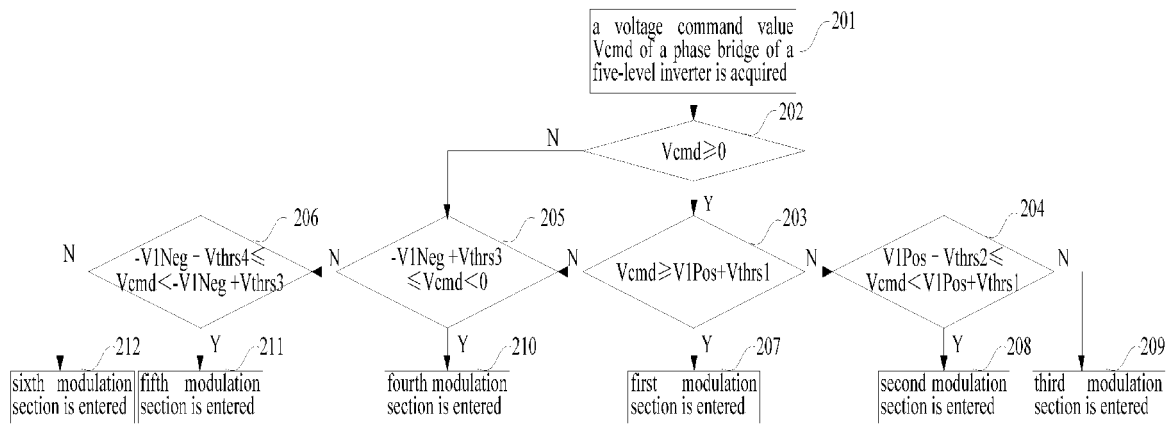 a voltage command value
Vcmd of a phase bridge of a
five-level inverter is acquired
201
202
N
Vcmd≥0
Y
206
205
203
204
N
-V1Neg - Vthrs4≤
Vcmd<-V1Neg +Vthrs3
N
-V1Neg +Vthrs3
≤Vcmd<0
N
Vcmd≥V1Pos+Vthrs1
N
V1Pos - Vthrs2≤
Vcmd<V1Pos+Vthrs1
N
Y
Y
Y
Y
212
211
210
207
208
209
sixth modulation
section is entered
fifth modulation
section is entered
fourth modulation
section is entered
first modulation
section is entered
second modulation
section is entered
third modulation
section is entered